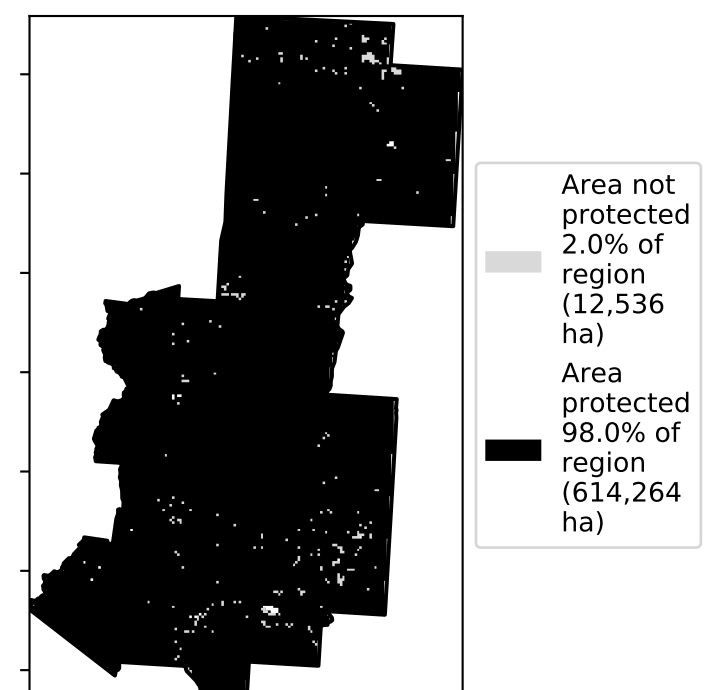 Area not
protected
2.0% of
region
(12,536
ha)
Area
protected
98.0% of
region
(614,264
ha)